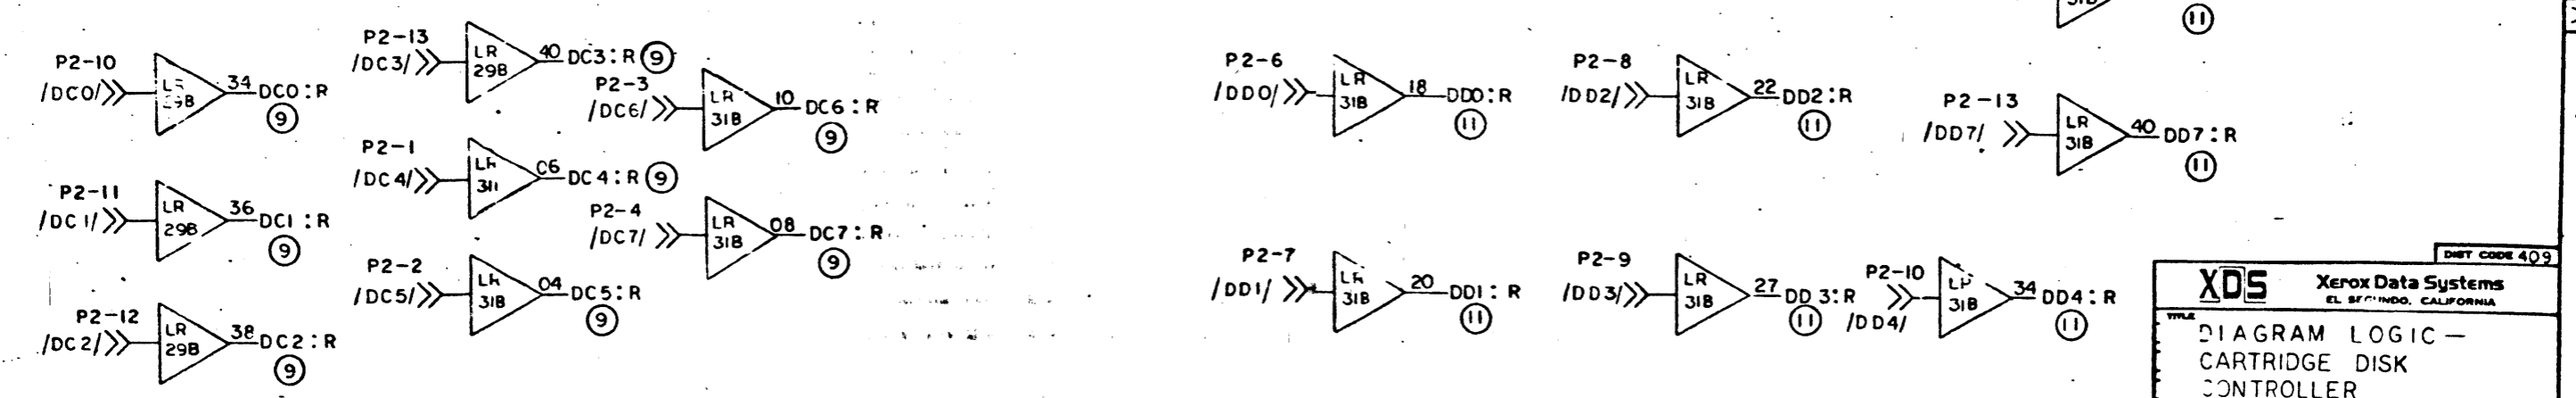 P2-10
/DC0/
34 DC0:R
9
P2-11
/DC1/
LR
29B
36 DC1:R
9
P2-12
/DC2/
LR
29B
38 DC2:R
9
P2-13
/DC3/
LR
29B
40 DC3:R 9
P2-1
/DC4/
DC4:R 9
P2-2
/DC5/
LR
31B
04 DC5:R
9
P2-3
/DC6/
LR
31B
10 DC6:R
9
P2-4
/DC7/
LR
31B
08 DC7:R
9
P2-6
/DD0/
LR
31B
18 DD0:R
11
P2-7
/DD1/
LR
31B
20 DD1:R
11
P2-8
/DD2/
LR
31B
22 DD2:R
11
P2-9
/DD3/
LR
31B
27 DD3:R
11
P2-10
/DD4/
31B
34 DD4:R
11
11
P2-13
/DD7/
LR
31B
40 DD7:R
11
DIST CODE 409
XDS Xerox Data Systems
EL SEGUNDO, CALIFORNIA
TITLE
DIAGRAM LOGIC—
CARTRIDGE DISK
CONTROLLER